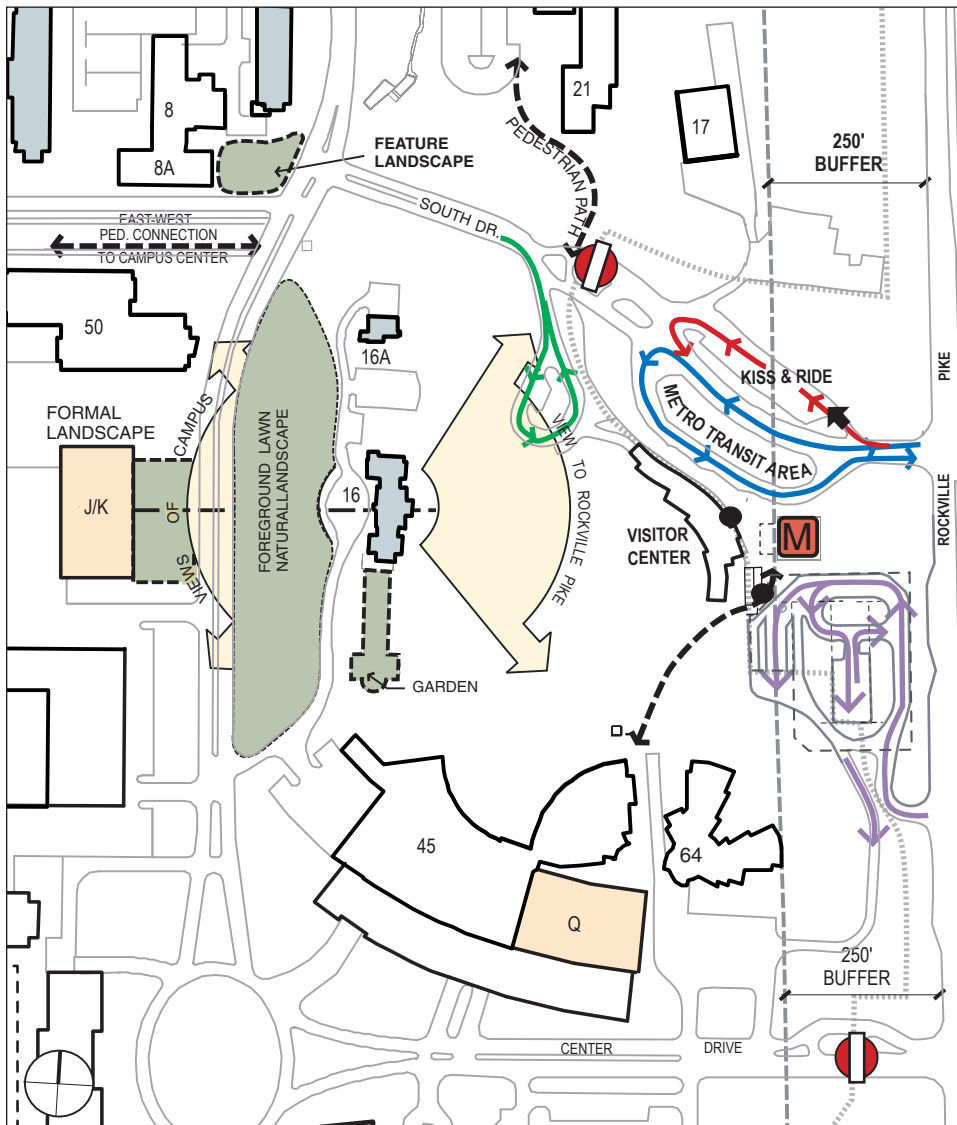 21
8
17
PEDESTRIAN PATH
FEATURE
LANDSCAPE
250'
BUFFER
8A
SOUTH DR.
EAST-WEST
PED. CONNECTION
TO CAMPUS CENTER
50
16A
PIKE
KISS & RIDE
METRO TRANSIT AREA
FORMAL
LANDSCAPE
VIEWS OF CAMPUS
FOREGROUND LAWN
NATURALLANDSCAPE
VIEW TO ROCKVILLE PIKE
J/K
16
ROCKVILLE
VISITOR
CENTER
M
GARDEN
45
64
Q
250'
BUFFER
CENTER DRIVE